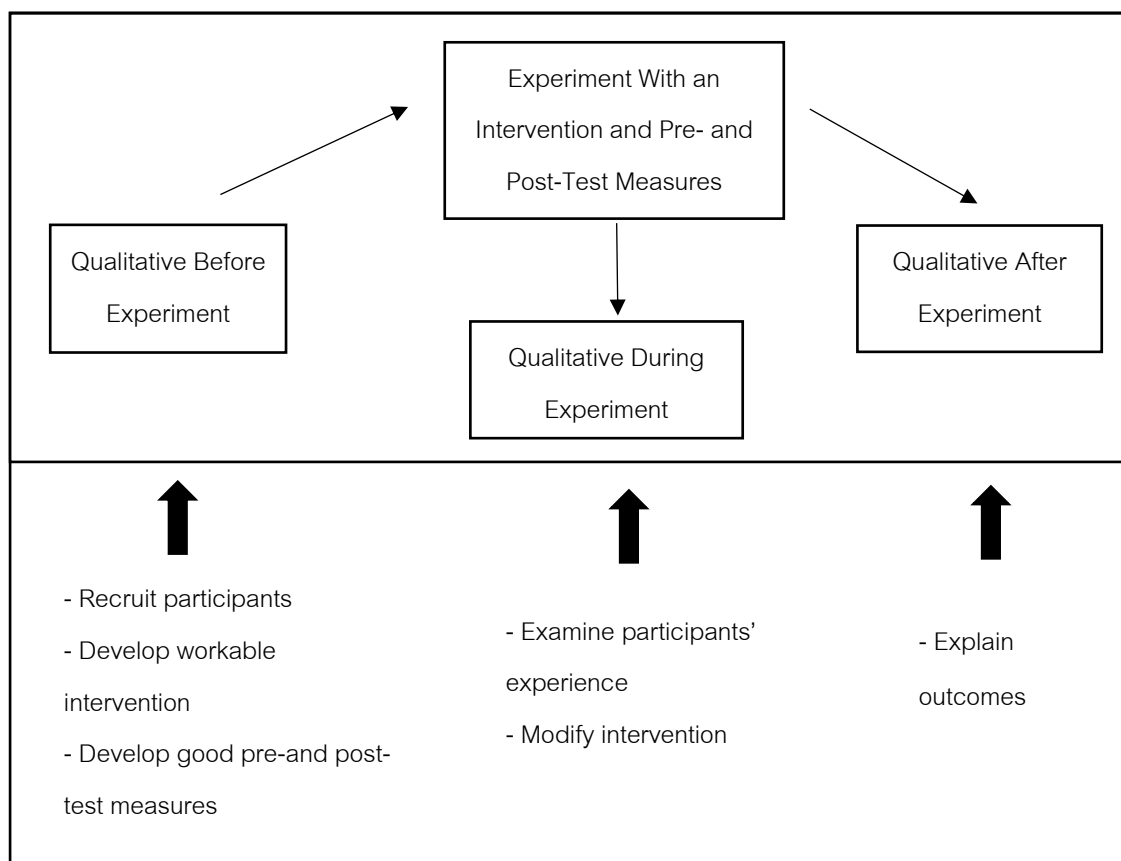 Experiment With an
Intervention and Pre- and
Post-Test Measures
Qualitative Before
Experiment
Qualitative During
Experiment
Qualitative After
Experiment
- Recruit participants
- Develop workable
intervention
- Develop good pre-and post-
test measures
- Examine participants’
experience
- Modify intervention
- Explain
outcomes